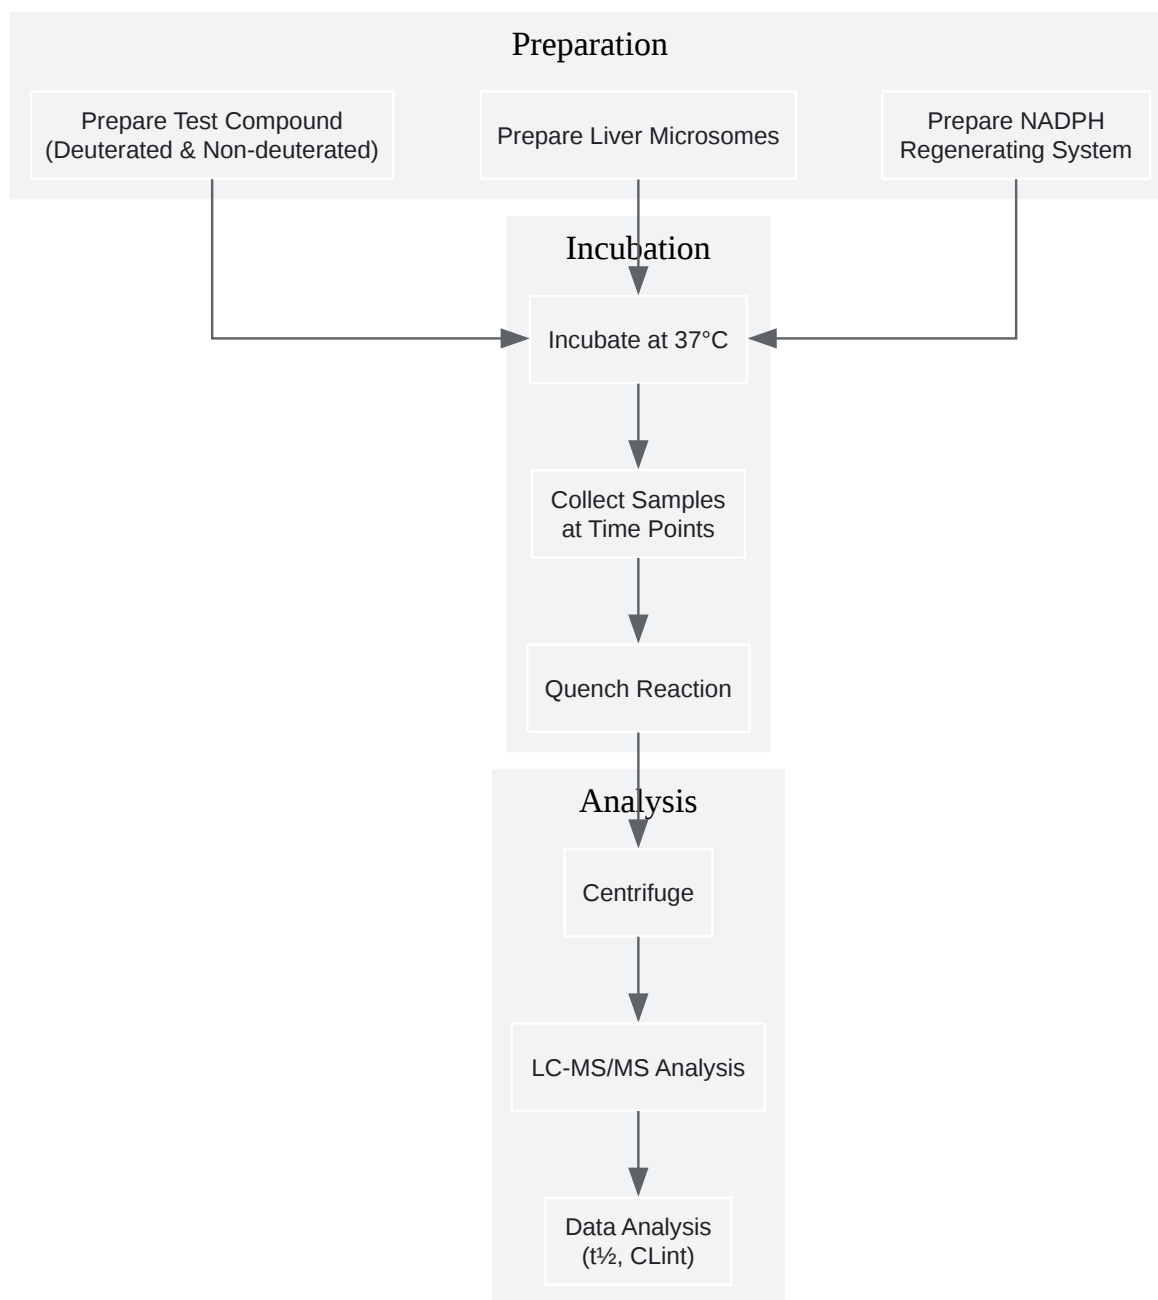 Preparation
Prepare Test Compound
(Deuterated & Non-deuterated)
Prepare Liver Microsomes
Prepare NADPH
Regenerating System
Incubation
Incubate at 37°C
Collect Samples
at Time Points
Quench Reaction
Analysis
Centrifuge
LC-MS/MS Analysis
Data Analysis
(t½, CLint)